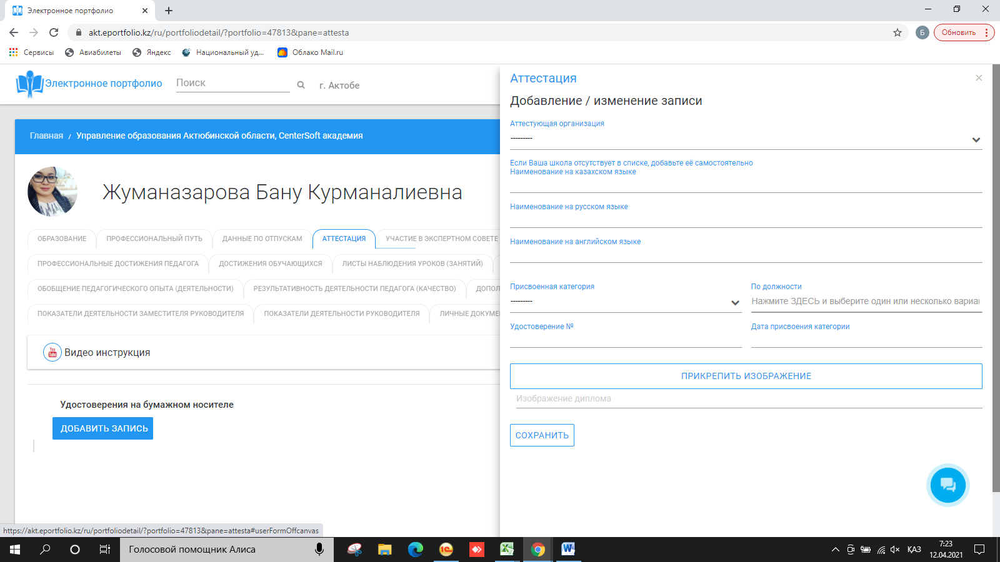 Электронное портфолио
akt.eportfolio.kz/ru/portfoliodetail/?portfolio=47813&pane=attesta
Б
Обновить
Сервисы
Авиабилеты
Яндекс
Национальный уд...
Облако Mail.ru
Электронное портфолио
Поиск
г. Актобе
Главная / Управление образования Актюбинской области, CenterSoft академия
Жуманазарова Бану Курманалиевна
ОБРАЗОВАНИЕ
ПРОФЕССИОНАЛЬНЫЙ ПУТЬ
ДАННЫЕ ПО ОТПУСКАМ
АТТЕСТАЦИЯ
УЧАСТИЕ В ЭКСПЕРТНОМ СОВЕТЕ
ПРОФЕССИОНАЛЬНЫЕ ДОСТИЖЕНИЯ ПЕДАГОГА
ДОСТИЖЕНИЯ ОБУЧАЮЩИХСЯ
ЛИСТЫ НАБЛЮДЕНИЯ УРОКОВ (ЗАНЯТИЙ)
ОБОБЩЕНИЕ ПЕДАГОГИЧЕСКОГО ОПЫТА (ДЕЯТЕЛЬНОСТИ)
РЕЗУЛЬТАТИВНОСТЬ ДЕЯТЕЛЬНОСТИ ПЕДАГОГА (КАЧЕСТВО)
ДОПОЛ
ПОКАЗАТЕЛИ ДЕЯТЕЛЬНОСТИ ЗАМЕСТИТЕЛЯ РУКОВОДИТЕЛЯ
ПОКАЗАТЕЛИ ДЕЯТЕЛЬНОСТИ РУКОВОДИТЕЛЯ
ЛИЧНЫЕ ДОКУМЕ
You Tube
Видео инструкция
Удостоверения на бумажном носителе
ДОБАВИТЬ ЗАПИСЬ
Аттестация
Добавление / изменение записи
Аттестующая организация
---------
Если Ваша школа отсутствует в списке, добавьте её самостоятельно
Наименование на казахском языке
Наименование на русском языке
Наименование на английском языке
Присвоенная категория
---------
По должности
Нажмите ЗДЕСЬ и выберите один или несколько вариан
Удостоверение №
Дата присвоения категории
ПРИКРЕПИТЬ ИЗОБРАЖЕНИЕ
Изображение диплома
СОХРАНИТЬ
https://akt.eportfolio.kz/ru/portfoliodetail/?portfolio=47813&pane=attesta#userFormOffcanvas
Голосовой помощник Алиса
ҚАЗ
7:23
12.04.2021